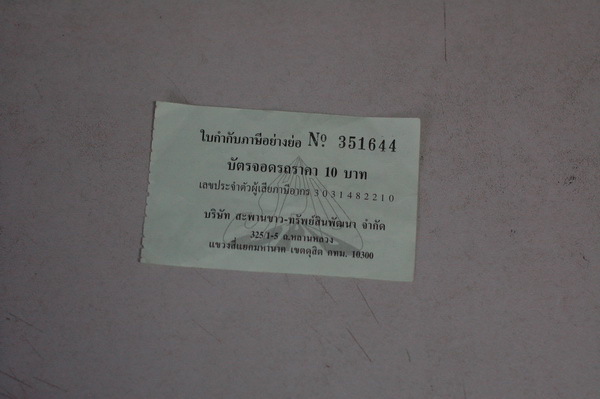 ใบกำกับภาษีอย่างย่อ Nº 351644
บัตรจอดรถราคา 10 บาท
เลขประจำตัวผู้เสียภาษีอากร 3031482210
บริษัท สะพานขาว-ทรัพย์สินพัฒนา จำกัด
325/1-5 ถ.หลานหลวง
แขวงสี่แยกมหานาค เขตดุสิต กทม. 10300